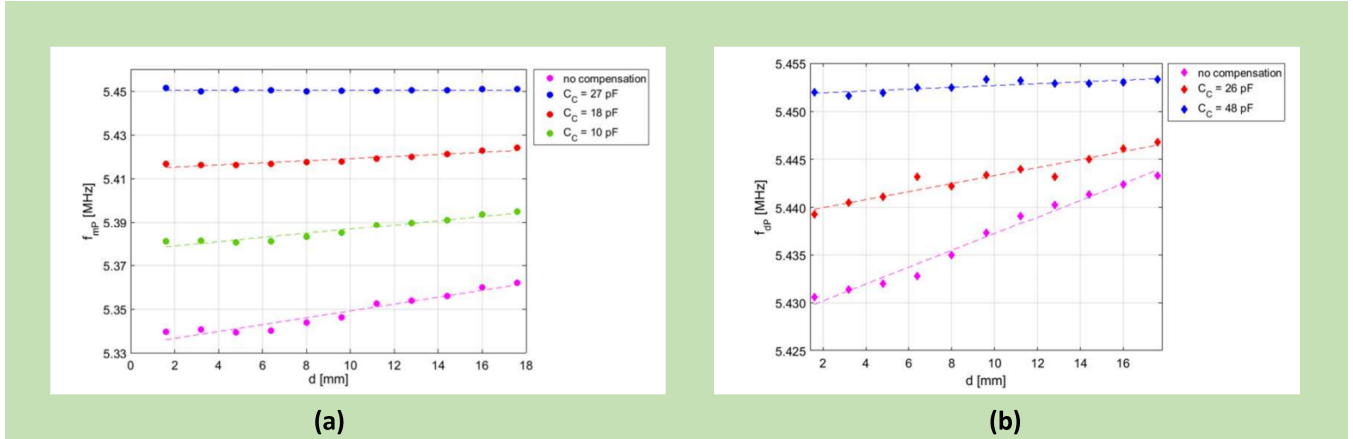 5.45
5.43
5.41
5.39
5.37
5.35
5.33
f_mP [MHz]
0 2 4 6 8 10 12 14 16 18
d [mm]
no compensation
C_C = 27 pF
C_C = 18 pF
C_C = 10 pF
(a)
5.455
5.450
5.445
5.440
5.435
5.430
5.425
f_dP [MHz]
2 4 6 8 10 12 14 16
d [mm]
no compensation
C_C = 26 pF
C_C = 48 pF
(b)